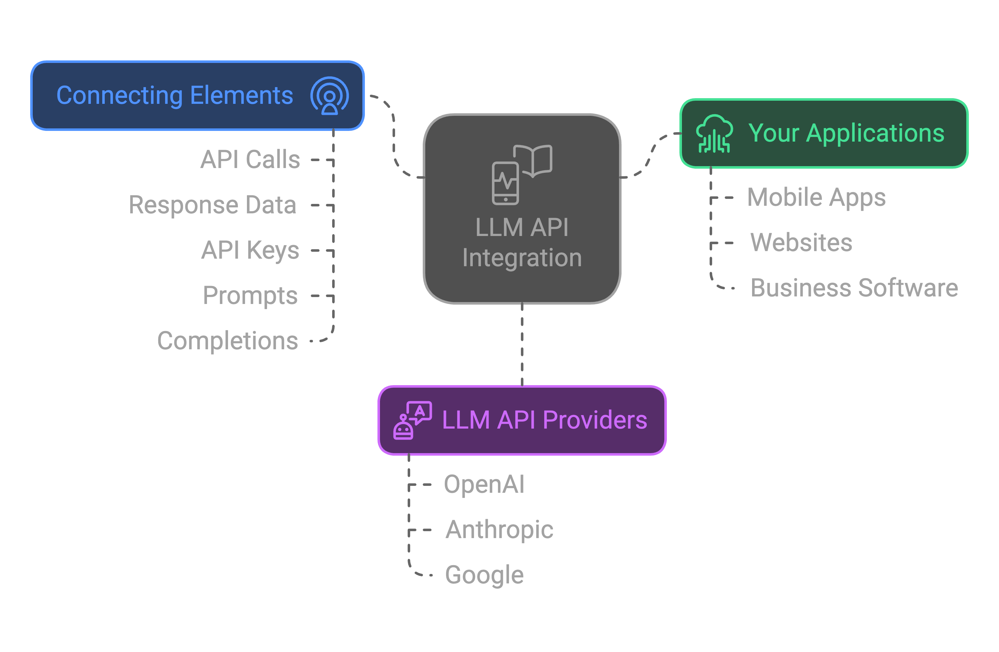 Connecting Elements
API Calls
Response Data
API Keys
Prompts
Completions
LLM API
Integration
Your Applications
Mobile Apps
Websites
Business Software
A
LLM API Providers
OpenAI
Anthropic
Google